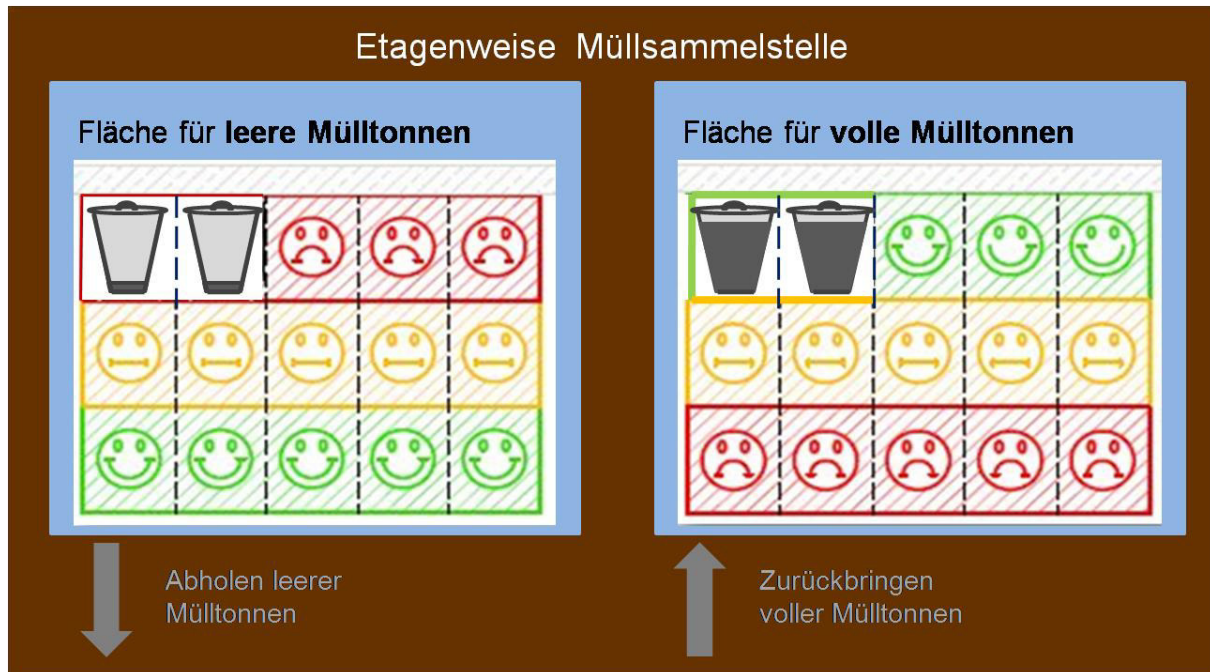 Etagenweise Müllsammelstelle
Fläche für leere Mülltonnen
Fläche für volle Mülltonnen
Abholen leerer
Mülltonnen
Zurückbringen
voller Mülltonnen